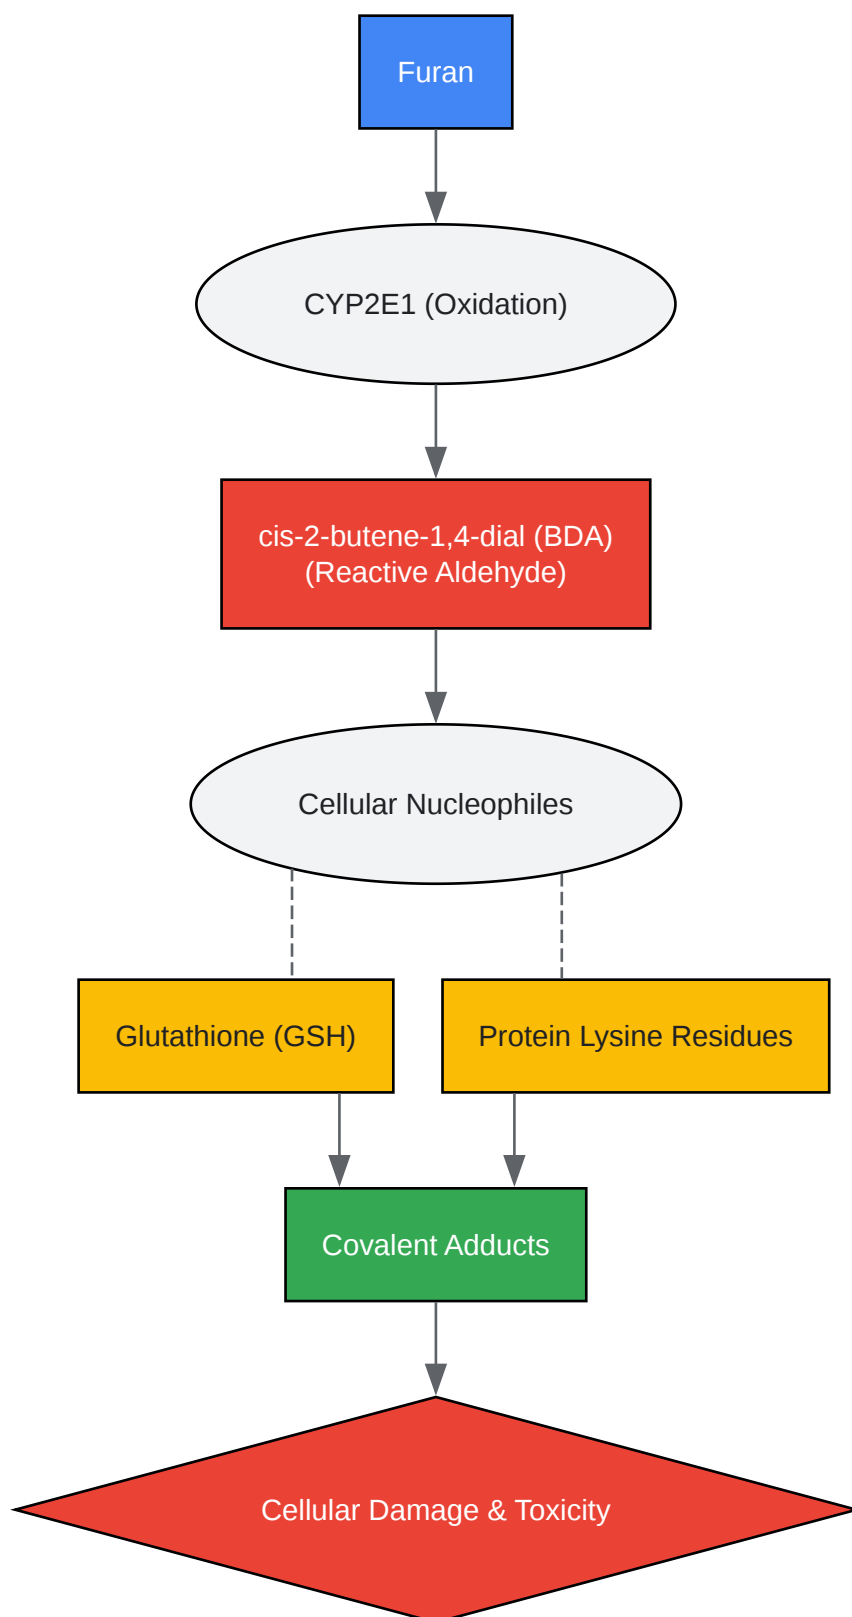 Furan
CYP2E1 (Oxidation)
cis-2-butene-1,4-dial (BDA)
(Reactive Aldehyde)
Cellular Nucleophiles
Glutathione (GSH)
Protein Lysine Residues
Covalent Adducts
Cellular Damage & Toxicity